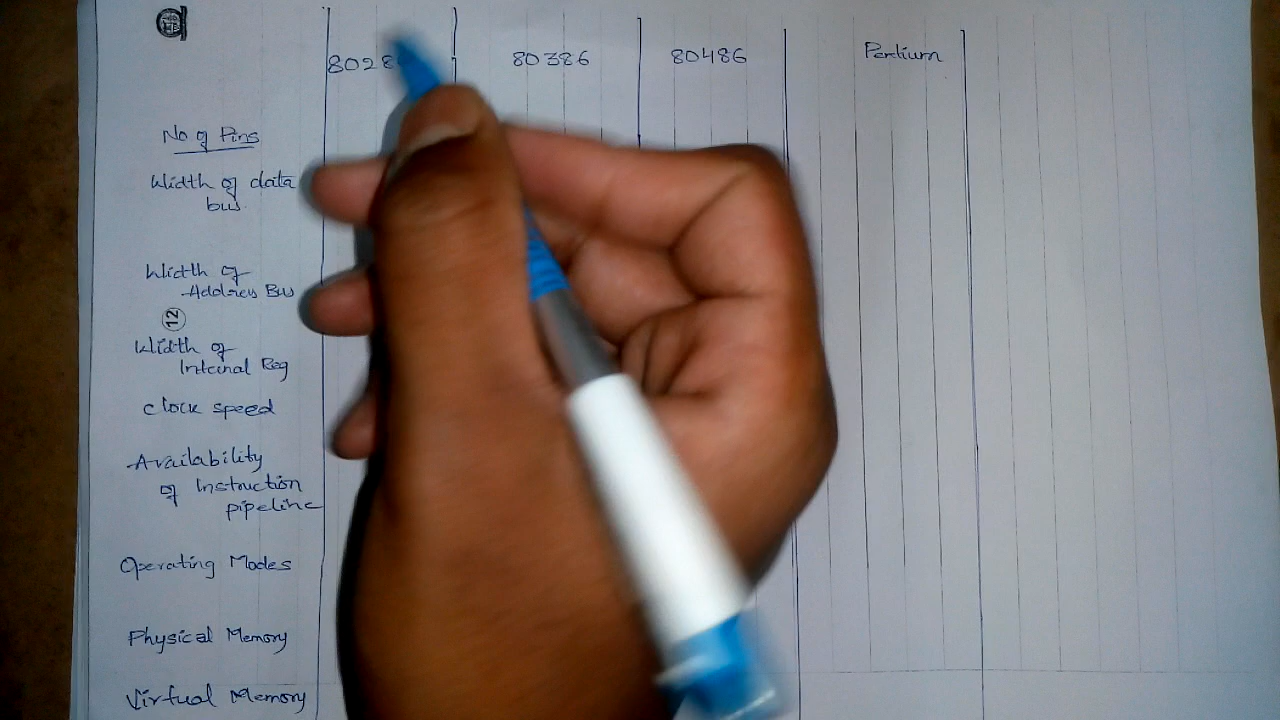 80386 80486 Pentium
No of Pins
Width of data
bus
Width of
Address Bus
12
Width of
Internal Reg
Clock speed
Availability
of Instruction
pipeline
Operating Modes
Physical Memory
Virtual Memory